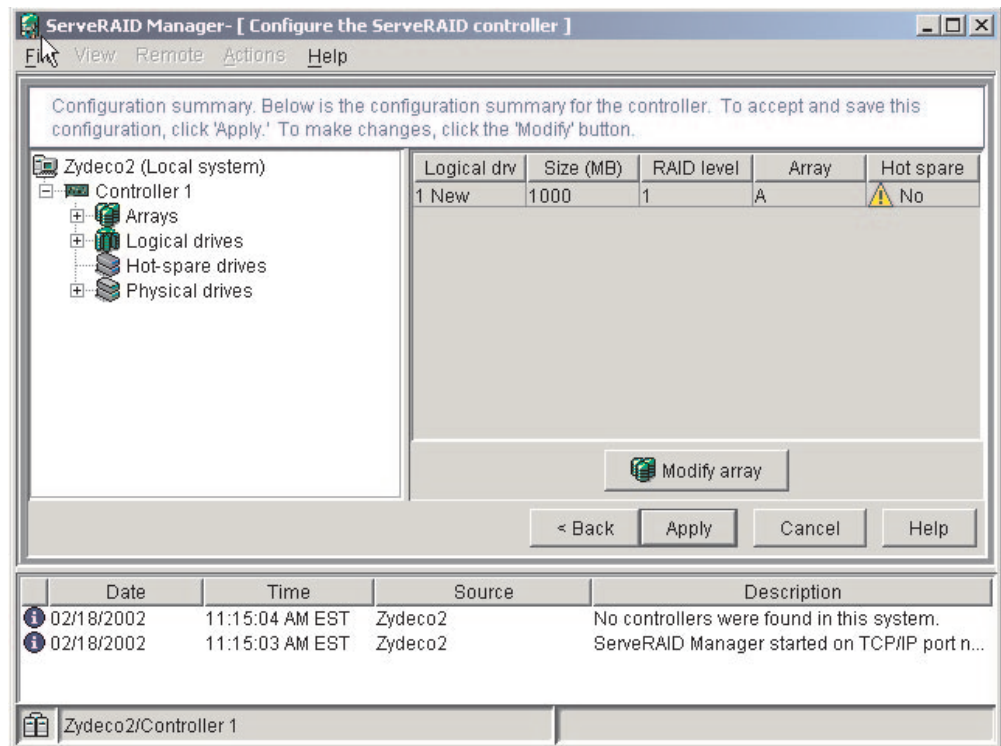 ServeRAID Manager- [ Configure the ServeRAID controller ]
File View Remote Actions Help
Configuration summary. Below is the configuration summary for the controller. To accept and save this
configuration, click 'Apply.' To make changes, click the 'Modify' button.
Zydeco2 (Local system)
Controller 1
Arrays
Logical drives
Hot-spare drives
Physical drives
Logical drv Size (MB) RAID level Array Hot spare
1 New 1000 1 A No
Modify array
< Back Apply Cancel Help
Date Time Source Description
02/18/2002 11:15:04 AM EST Zydeco2 No controllers were found in this system.
02/18/2002 11:15:03 AM EST Zydeco2 ServeRAID Manager started on TCP/IP port n...
Zydeco2/Controller 1